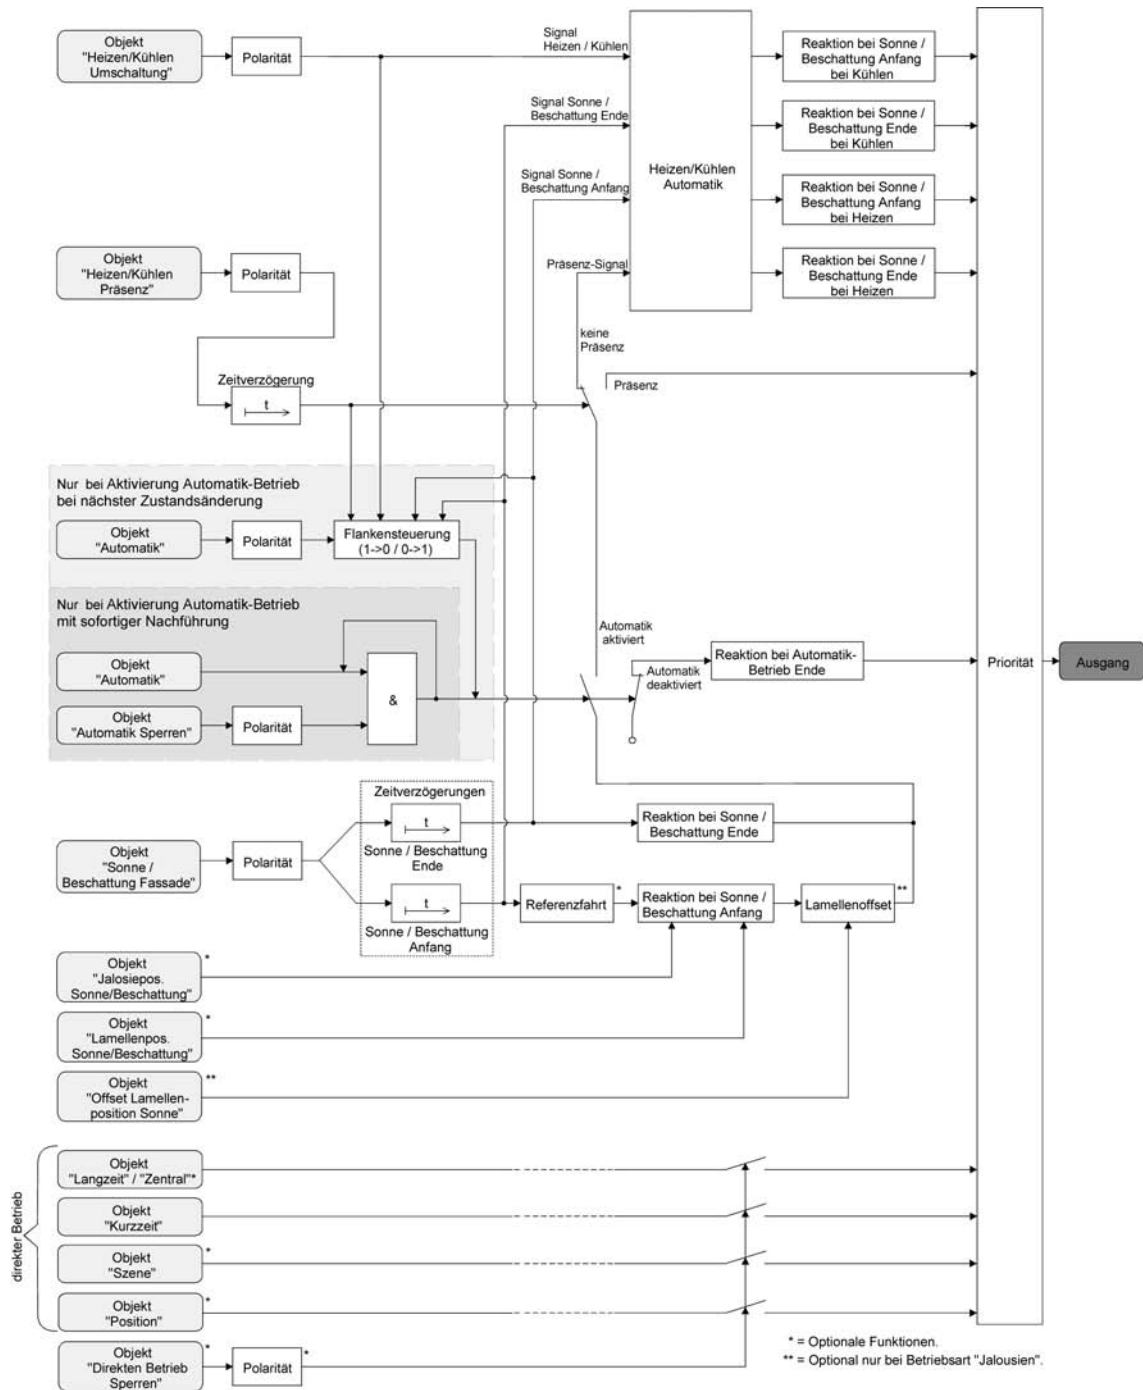 Objekt
"Heizen/Kühlen
Umschaltung"
Polarität
Signal
Heizen / Kühlen
Reaktion bei Sonne /
Beschattung Anfang
bei Kühlen
Signal Sonne /
Beschattung Ende
Reaktion bei Sonne /
Beschattung Ende
bei Kühlen
Heizen/Kühlen
Automatik
Signal Sonne /
Beschattung Anfang
Reaktion bei Sonne /
Beschattung Anfang
bei Heizen
Objekt
"Heizen/Kühlen
Präsenz"
Polarität
Präsenz-Signal
Reaktion bei Sonne /
Beschattung Ende
bei Heizen
keine
Präsenz
Präsenz
Zeitverzögerung
t
Nur bei Aktivierung Automatik-Betrieb
bei nächster Zustandsänderung
Objekt
"Automatik"
Polarität
Flankensteuerung
(1->0 / 0->1)
Nur bei Aktivierung Automatik-Betrieb
mit sofortiger Nachführung
Objekt
"Automatik"
&
Objekt
"Automatik Sperren"
Polarität
Automatik
aktiviert
Automatik
deaktiviert
Reaktion bei Automatik-
Betrieb Ende
Priorität
Ausgang
Zeitverzögerungen
t
Sonne / Beschattung
Ende
Reaktion bei Sonne /
Beschattung Ende
Objekt
"Sonne /
Beschattung Fassade"
Polarität
t
Sonne / Beschattung
Anfang
Referenzfahrt
*
Reaktion bei Sonne /
Beschattung Anfang
Lamellenoffset
**
Objekt
"Jalosiepos.
Sonne/Beschattung"
*
Objekt
"Lamellenpos.
Sonne/Beschattung"
*
Objekt
"Offset Lamellen-
position Sonne"
**
direkter Betrieb
Objekt
"Langzeit" / "Zentral"*
Objekt
"Kurzzeit"
Objekt
"Szene"
*
Objekt
"Position"
*
Objekt
"Direkten Betrieb
Sperren"
*
Polarität
*
* = Optionale Funktionen.
** = Optional nur bei Betriebsart "Jalousien".